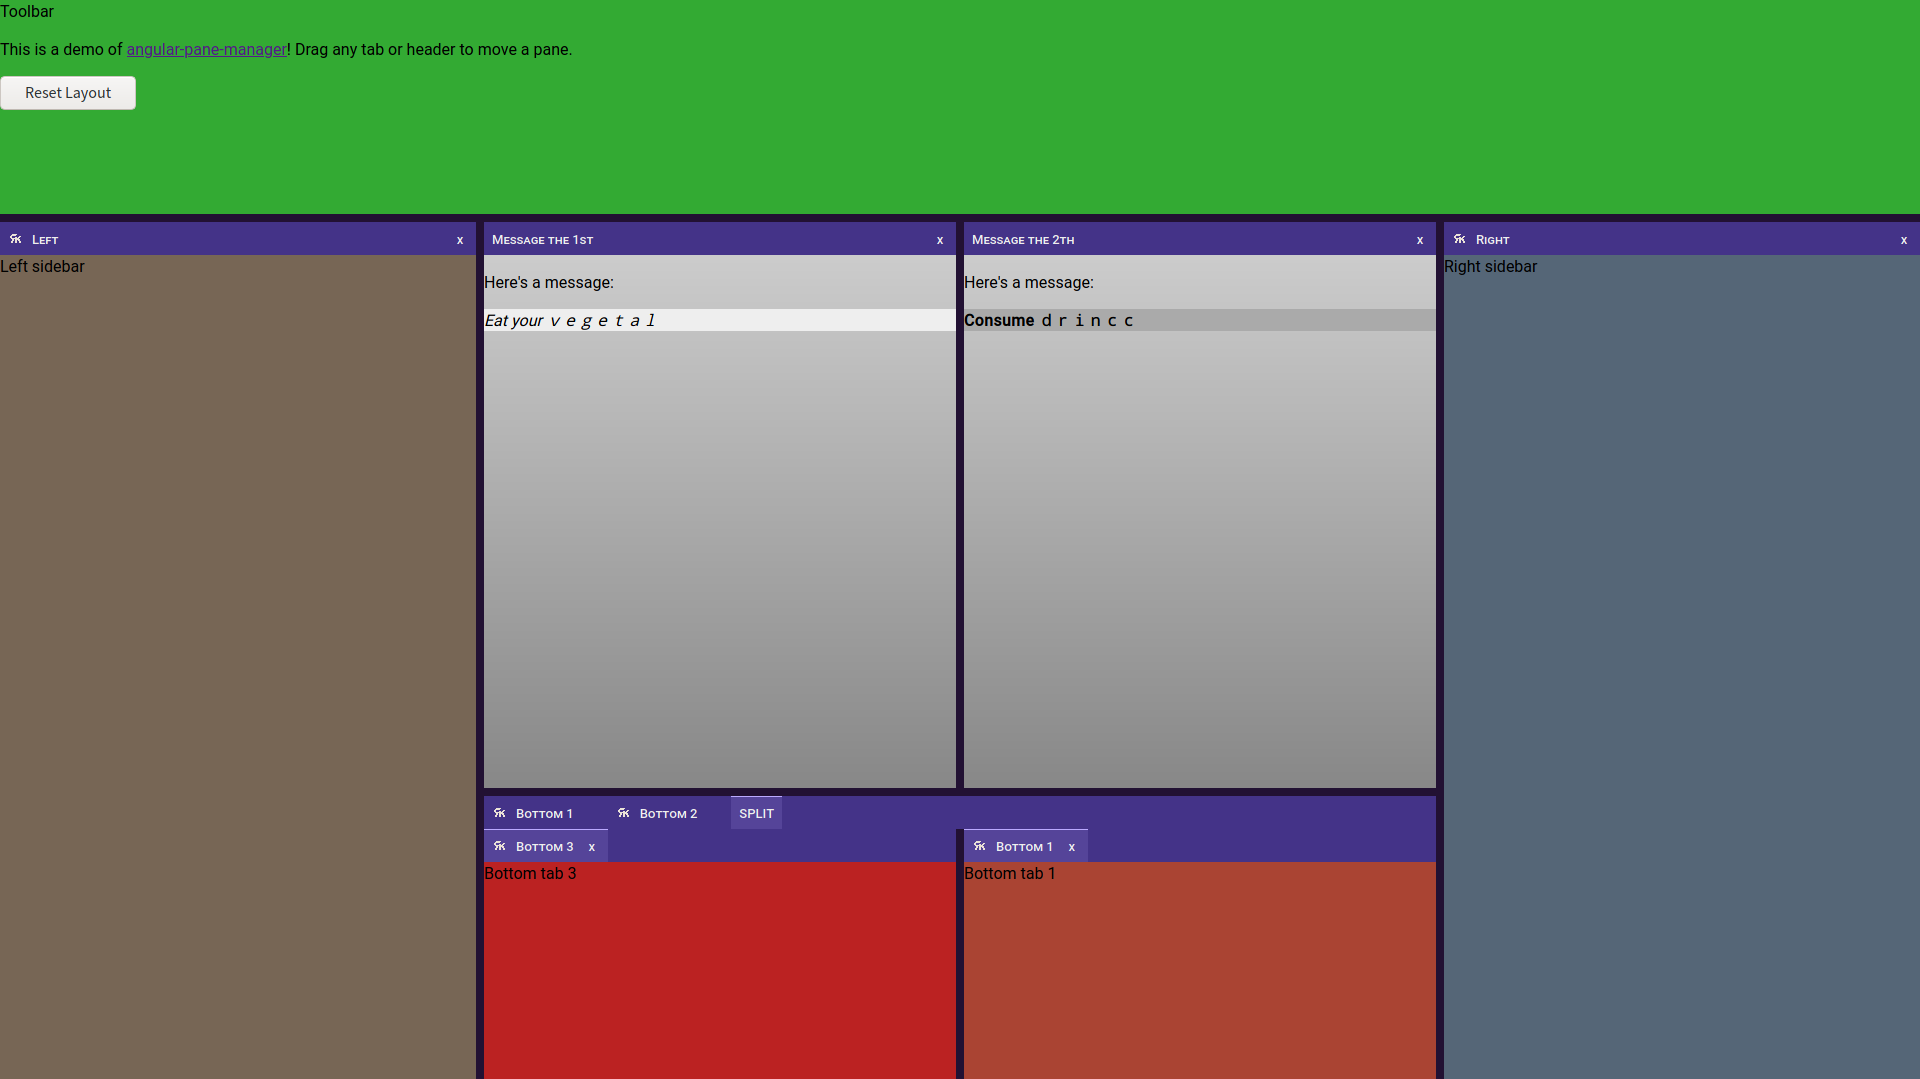 Toolbar
This is a demo of angular-pane-manager! Drag any tab or header to move a pane.
Reset Layout
Left x
Left sidebar
Message the 1st x
Here's a message:
Eat your vegetal
Message the 2th x
Here's a message:
Consume drincc
Right x
Right sidebar
Bottom 1 Bottom 2 SPLIT
Bottom 3 x
Bottom tab 3
Bottom 1 x
Bottom tab 1